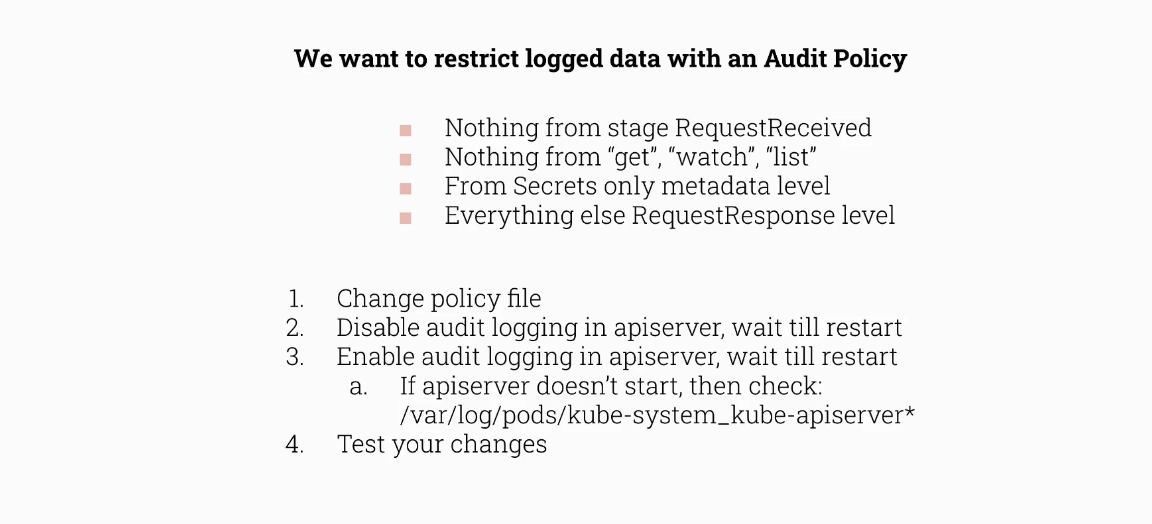 We want to restrict logged data with an Audit Policy
■ Nothing from stage RequestReceived
■ Nothing from “get”, “watch”, “list”
■ From Secrets only metadata level
■ Everything else RequestResponse level
1. Change policy file
2. Disable audit logging in apiserver, wait till restart
3. Enable audit logging in apiserver, wait till restart
a. If apiserver doesn’t start, then check:
/var/log/pods/kube-system_kube-apiserver*
4. Test your changes